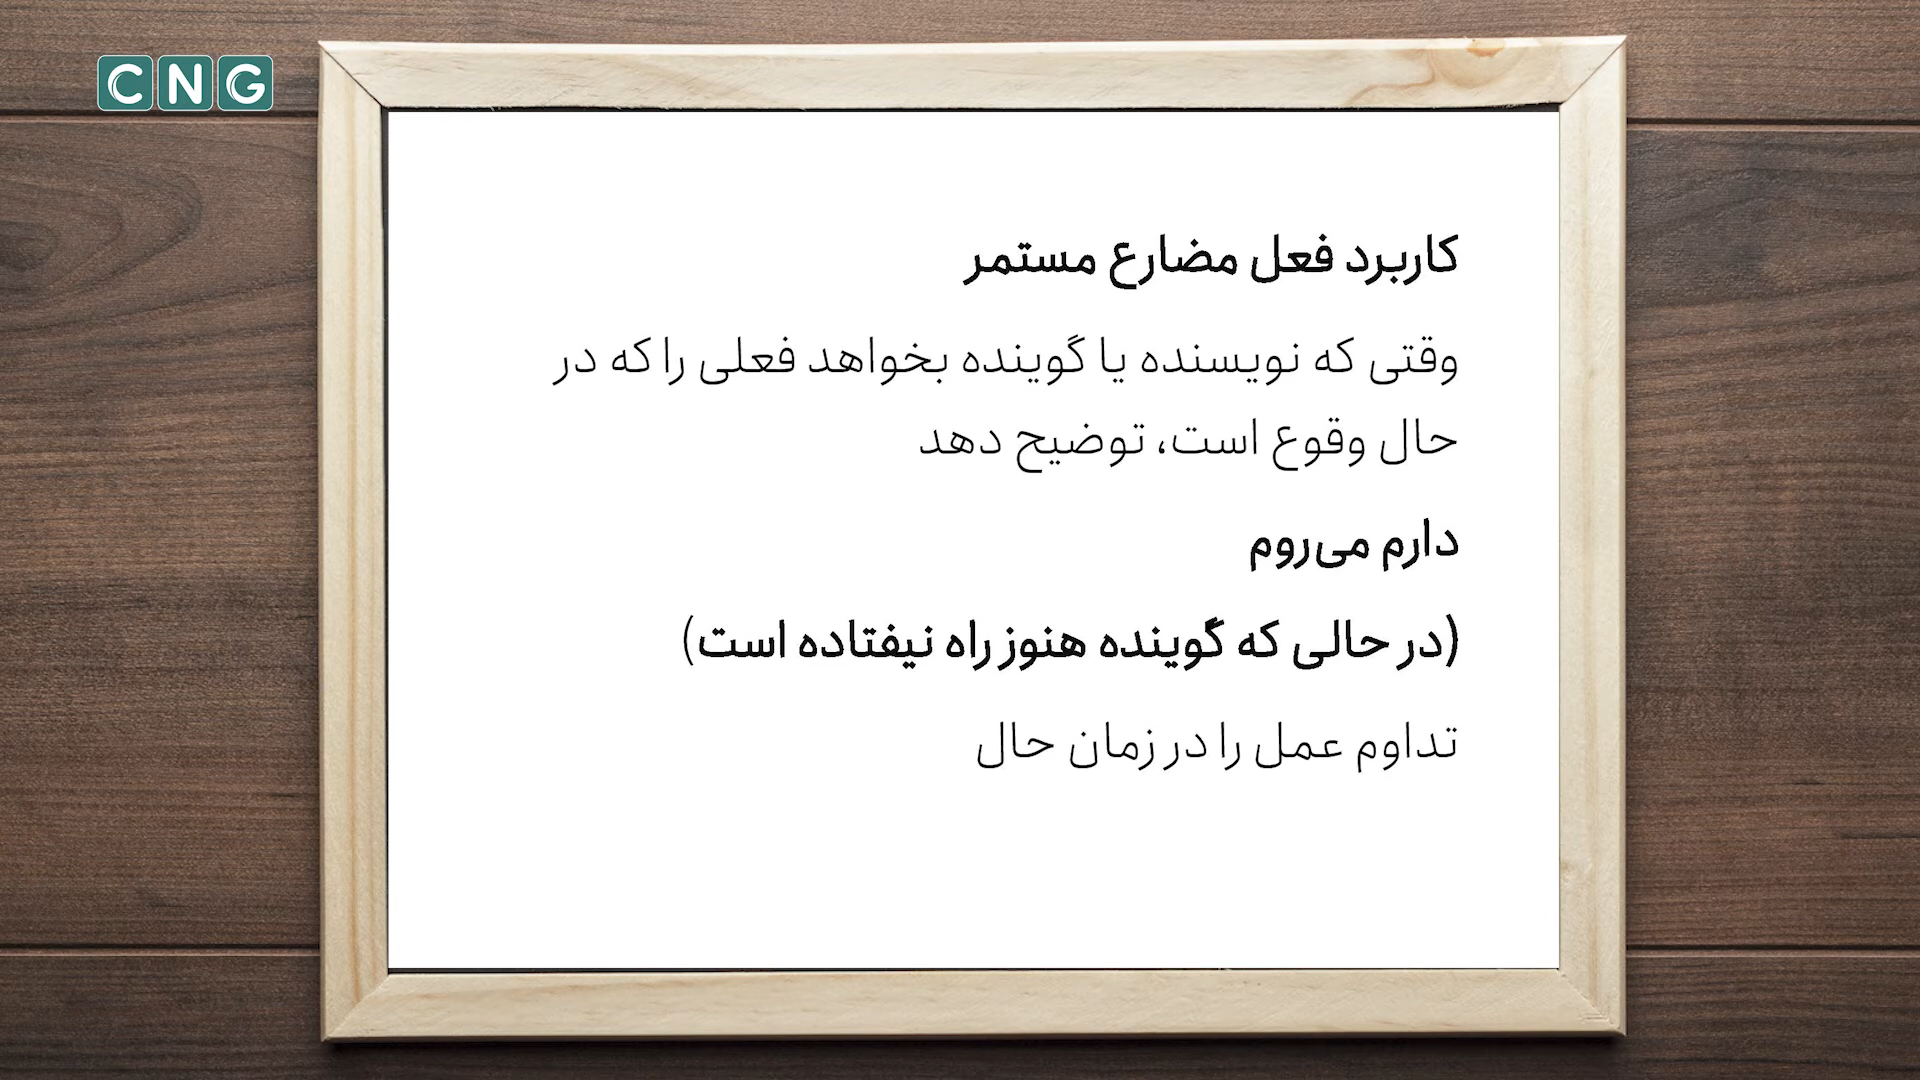 CNG
کاربرد فعل مضارع مستمر
وقتی که نویسنده یا گوینده بخواهد فعلی را که در
حال وقوع است، توضیح دهد
دارم می‌روم
(در حالی که گوینده هنوز راه نیفتاده است)
تداوم عمل را در زمان حال